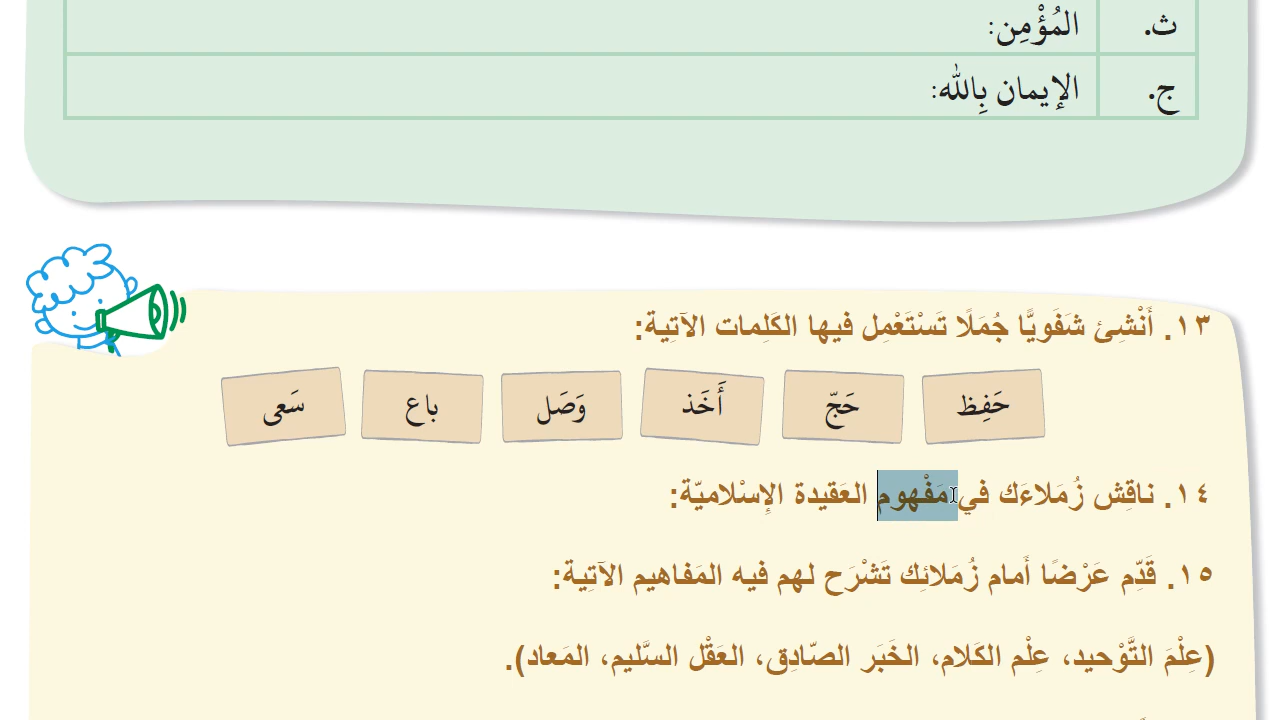 ث. المُؤْمِن:
ج. الإيمان بِالله:
١٣. أَنْشِئ شَفَويًّا جُمَلًا تَسْتَعْمِل فيها الكَلِمات الآتِية:
حَفِظ حَجّ أَخَذ وَصَل باع سَعى
١٤. ناقِش زُمَلاءَك في مَفْهوم العَقيدة الإِسْلاميّة:
١٥. قَدِّم عَرْضًا أَمام زُمَلائِك تَشْرَح لهم فيه المَفاهيم الآتِية:
(عِلْمَ التَّوْحيد، عِلْم الكَلام، الخَبَر الصّادِق، العَقْل السَّليم، المَعاد).